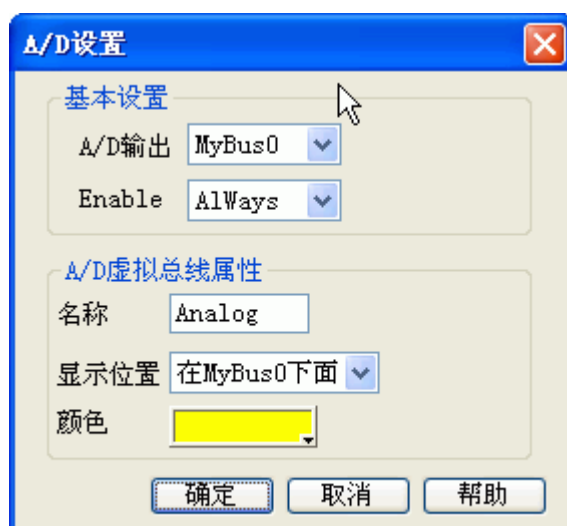 A/D设置
基本设置
A/D输出 MyBus0
Enable AlWays
A/D虚拟总线属性
名称 Analog
显示位置 在MyBus0下面
颜色
确定 取消 帮助